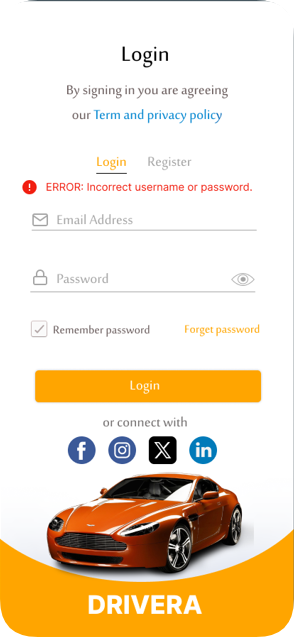 Login
By signing in you are agreeing
our Term and privacy policy
Login Register
ERROR: Incorrect username or password.
Email Address
Password
Remember password Forget password
Login
or connect with
DRIVERA